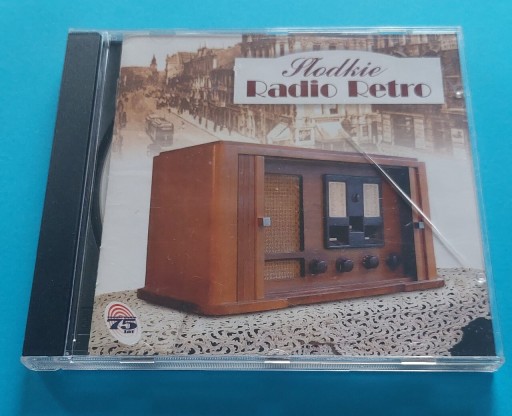 Słodkie
Radio Retro
75
lat